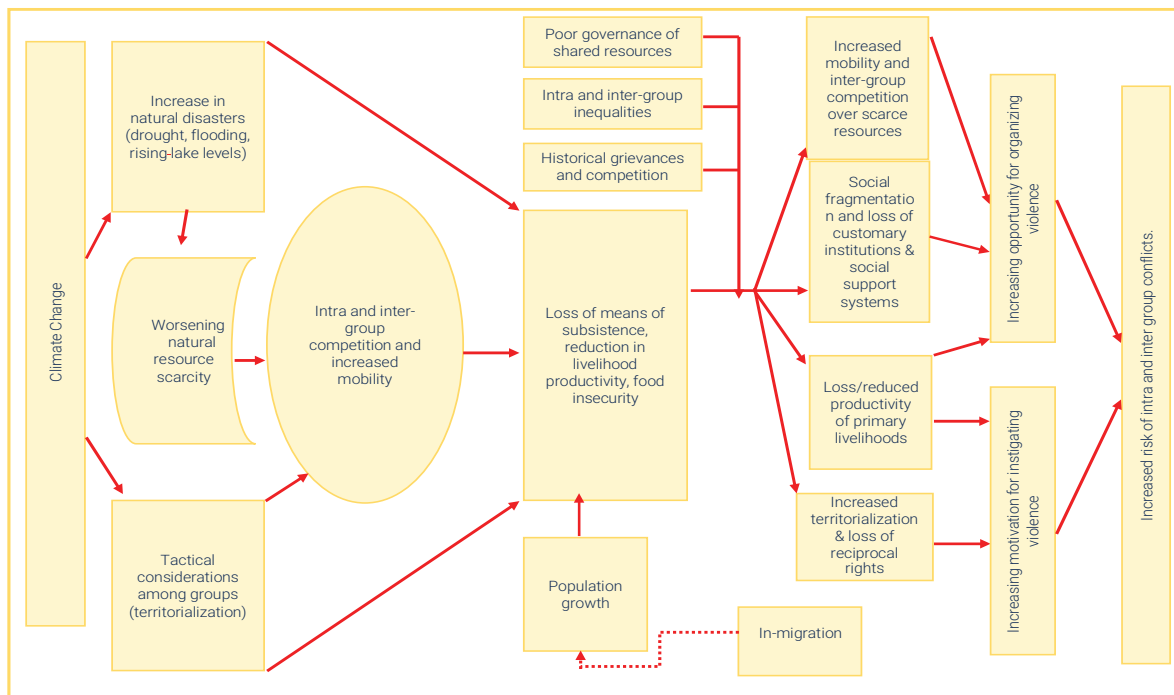 Climate Change
Increase in
natural disasters
(drought, flooding,
rising-lake levels)
Worsening
natural
resource
scarcity
Tactical
considerations
among groups
(territorialization)
Intra and inter-
group
competition and
increased
mobility
Poor governance of
shared resources
Intra and inter-group
inequalities
Historical grievances
and competition
Loss of means of
subsistence,
reduction in
livelihood
productivity, food
insecurity
Population
growth
In-migration
Increased
mobility and
inter-group
competition
over scarce
resources
Social
fragmentatio
n and loss of
customary
institutions &
social
support
systems
Loss/reduced
productivity
of primary
livelihoods
Increased
territorialization
& loss of
reciprocal
rights
Increasing opportunity for organizing
violence
Increasing motivation for instigating
violence
Increased risk of intra and inter group conflicts.